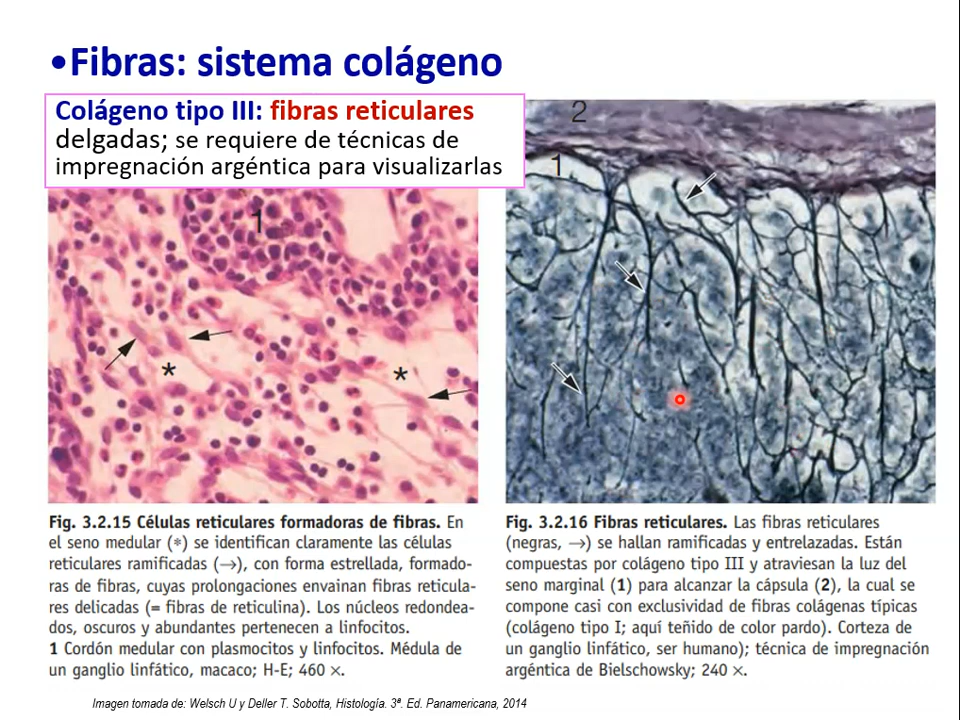 •Fibras: sistema colágeno
Colágeno tipo III: fibras reticulares
delgadas; se requiere de técnicas de
impregnación argéntica para visualizarlas
1
*
*
2
1
Fig. 3.2.15 Células reticulares formadoras de fibras. En
el seno medular (*) se identifican claramente las células
reticulares ramificadas (→), con forma estrellada, formado-
ras de fibras, cuyas prolongaciones envainan fibras reticula-
res delicadas (= fibras de reticulina). Los núcleos redondea-
dos, oscuros y abundantes pertenecen a linfocitos.
1 Cordón medular con plasmocitos y linfocitos. Médula de
un ganglio linfático, macaco; H-E; 460 ×.
Fig. 3.2.16 Fibras reticulares. Las fibras reticulares
(negras, →) se hallan ramificadas y entrelazadas. Están
compuestas por colágeno tipo III y atraviesan la luz del
seno marginal (1) para alcanzar la cápsula (2), la cual se
compone casi con exclusividad de fibras colágenas típicas
(colágeno tipo I; aquí teñido de color pardo). Corteza de
un ganglio linfático, ser humano); técnica de impregnación
argéntica de Bielschowsky; 240 ×.
Imagen tomada de: Welsch U y Deller T. Sobotta, Histología. 3ª. Ed. Panamericana, 2014